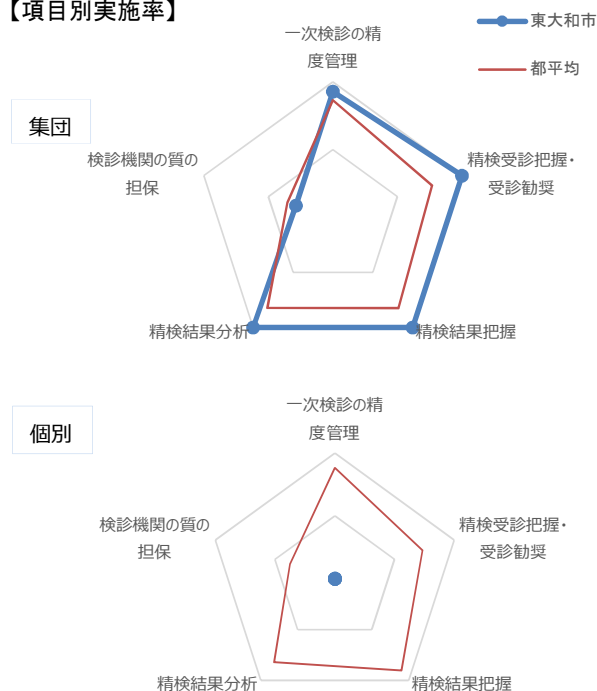 【項目別実施率】
東大和市
都平均
集団
一次検診の精
度管理
精検受診把握・
受診勧奨
精検結果把握
精検結果分析
検診機関の質の
担保
個別
一次検診の精
度管理
精検受診把握・
受診勧奨
精検結果把握
精検結果分析
検診機関の質の
担保